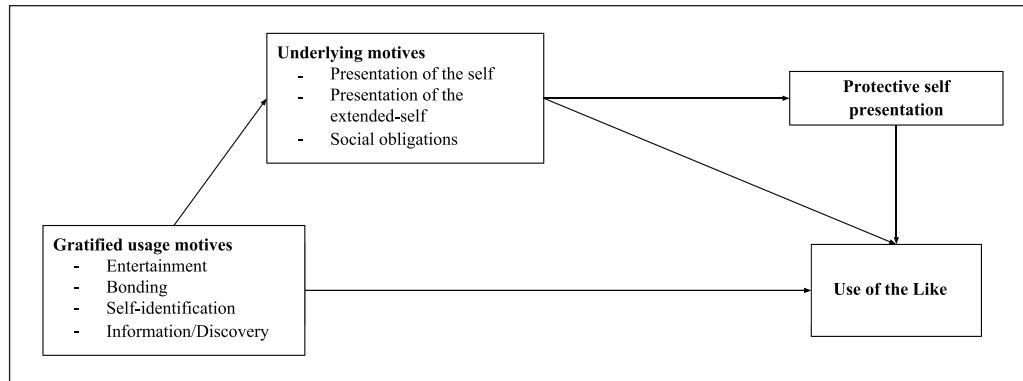 Underlying motives
- Presentation of the self
- Presentation of the
extended-self
- Social obligations
Protective self
presentation
Gratified usage motives
- Entertainment
- Bonding
- Self-identification
- Information/Discovery
Use of the Like